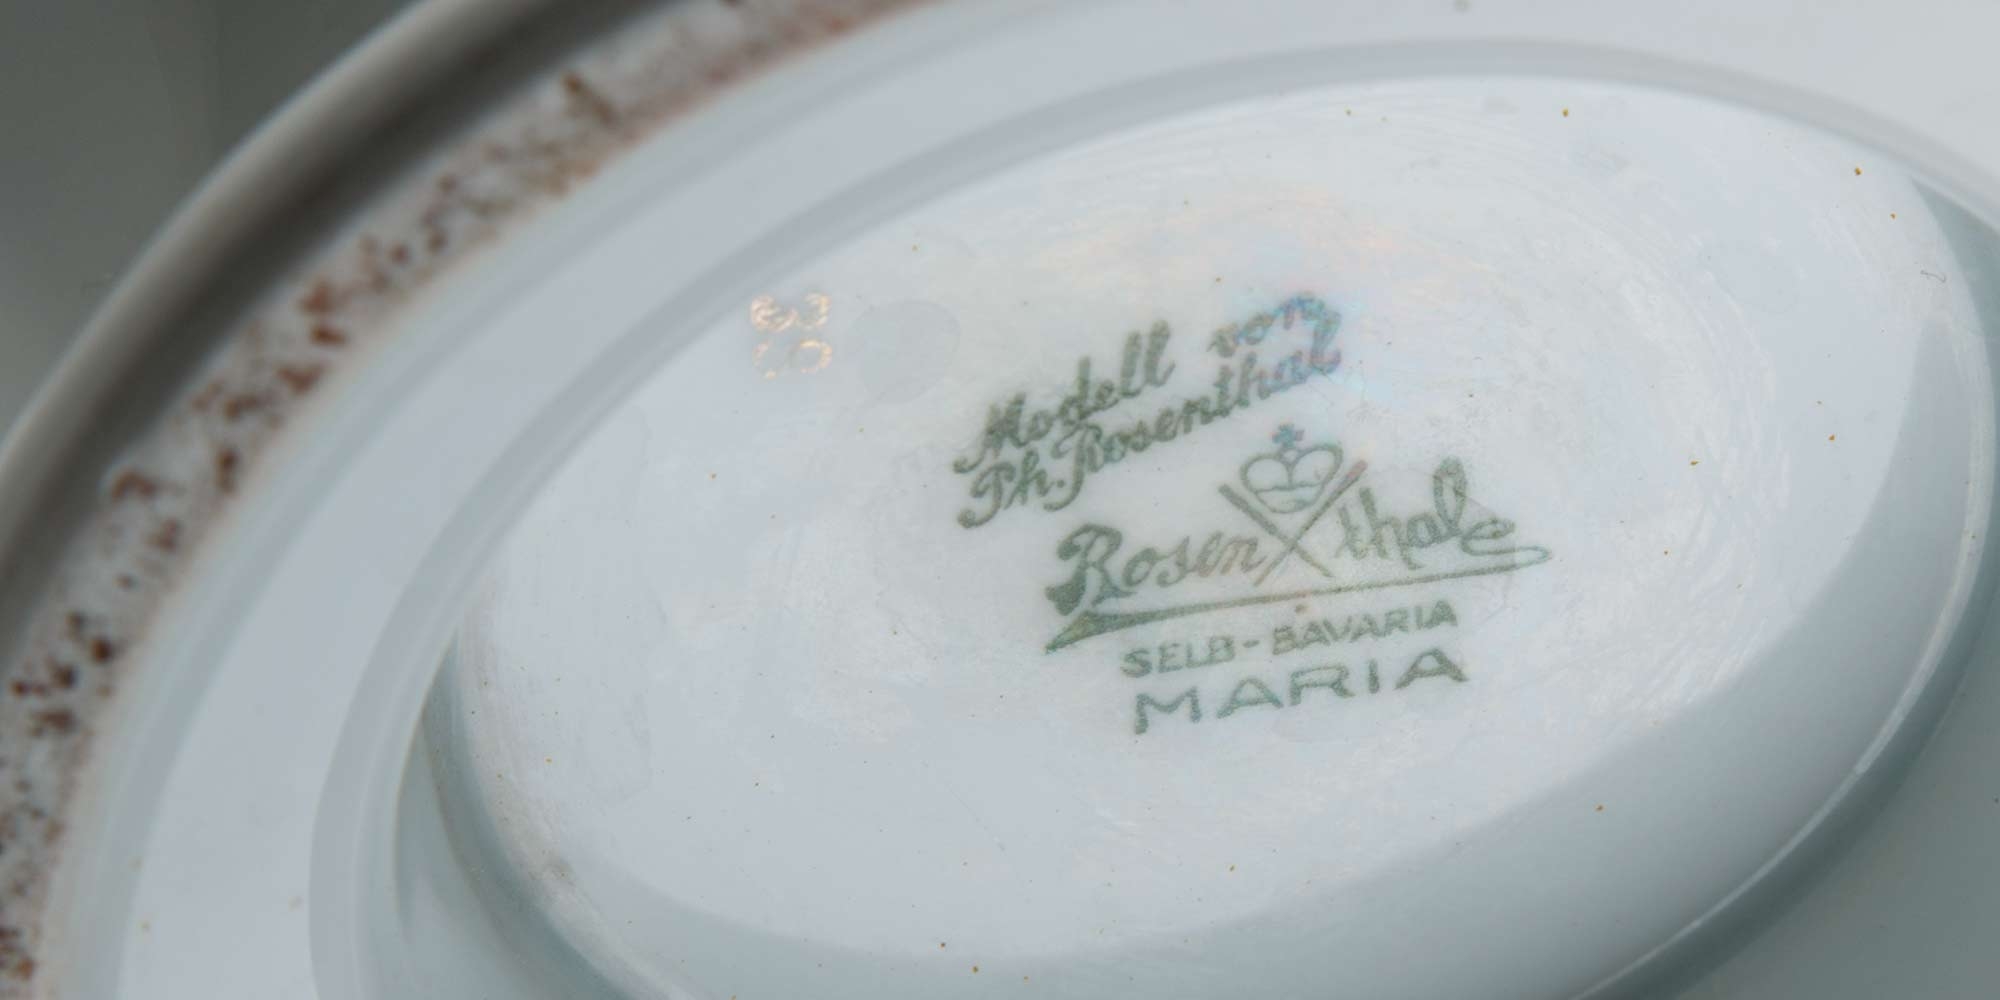 Modell von
Ph. Rosenthal
Rosenthal
SELB-BAVARIA
MARIA